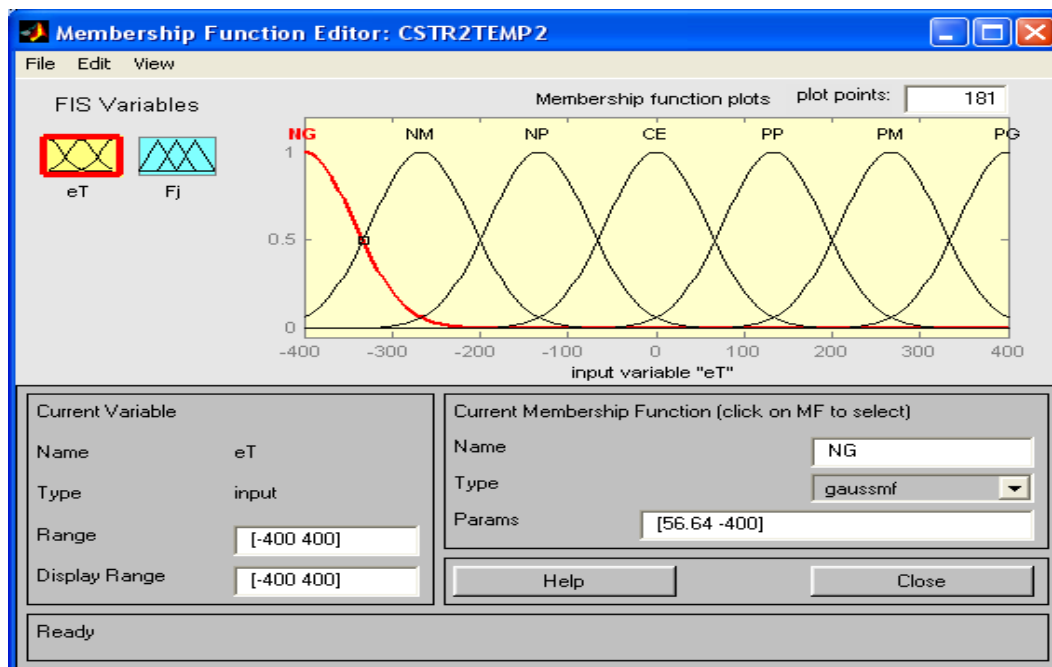 Membership Function Editor: CSTR2TEMP2
File Edit View
FIS Variables
eT
Fj
Membership function plots plot points: 181
NG NM NP CE PP PM PG
1
0.5
0
-400 -300 -200 -100 0 100 200 300 400
input variable "eT"
Current Variable
Name eT
Type input
Range [-400 400]
Display Range [-400 400]
Current Membership Function (click on MF to select)
Name NG
Type gaussmf
Params [56.64 -400]
Help Close
Ready